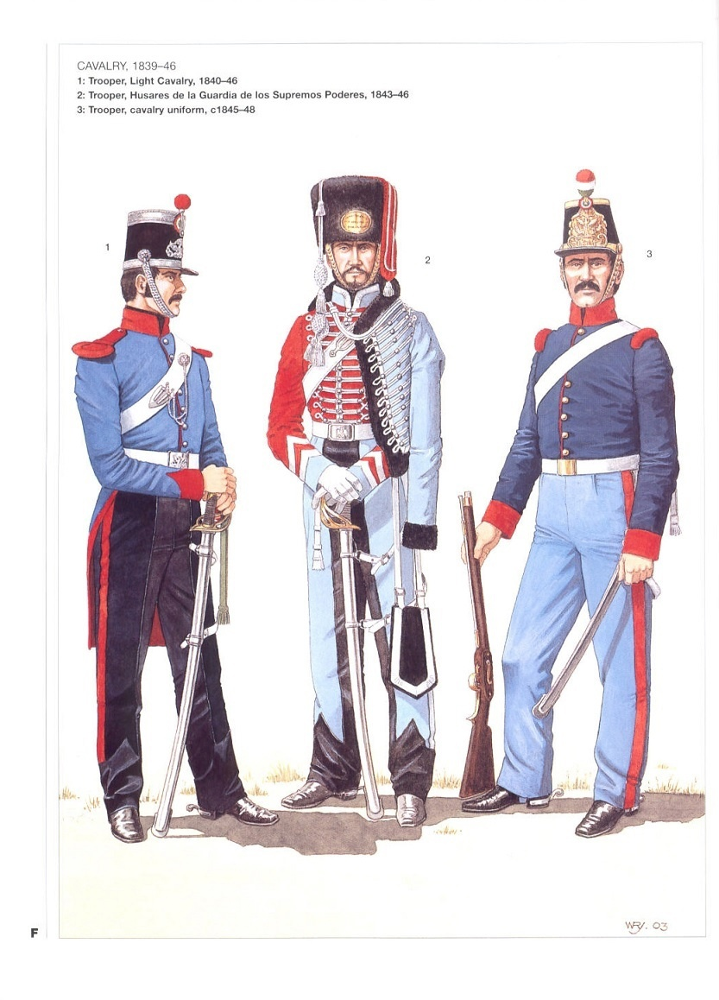 CAVALRY, 1839–46
1: Trooper, Light Cavalry, 1840–46
2: Trooper, Husares de la Guardia de los Supremos Poderes, 1843–46
3: Trooper, cavalry uniform, c1845–48
1
2
3
F
03